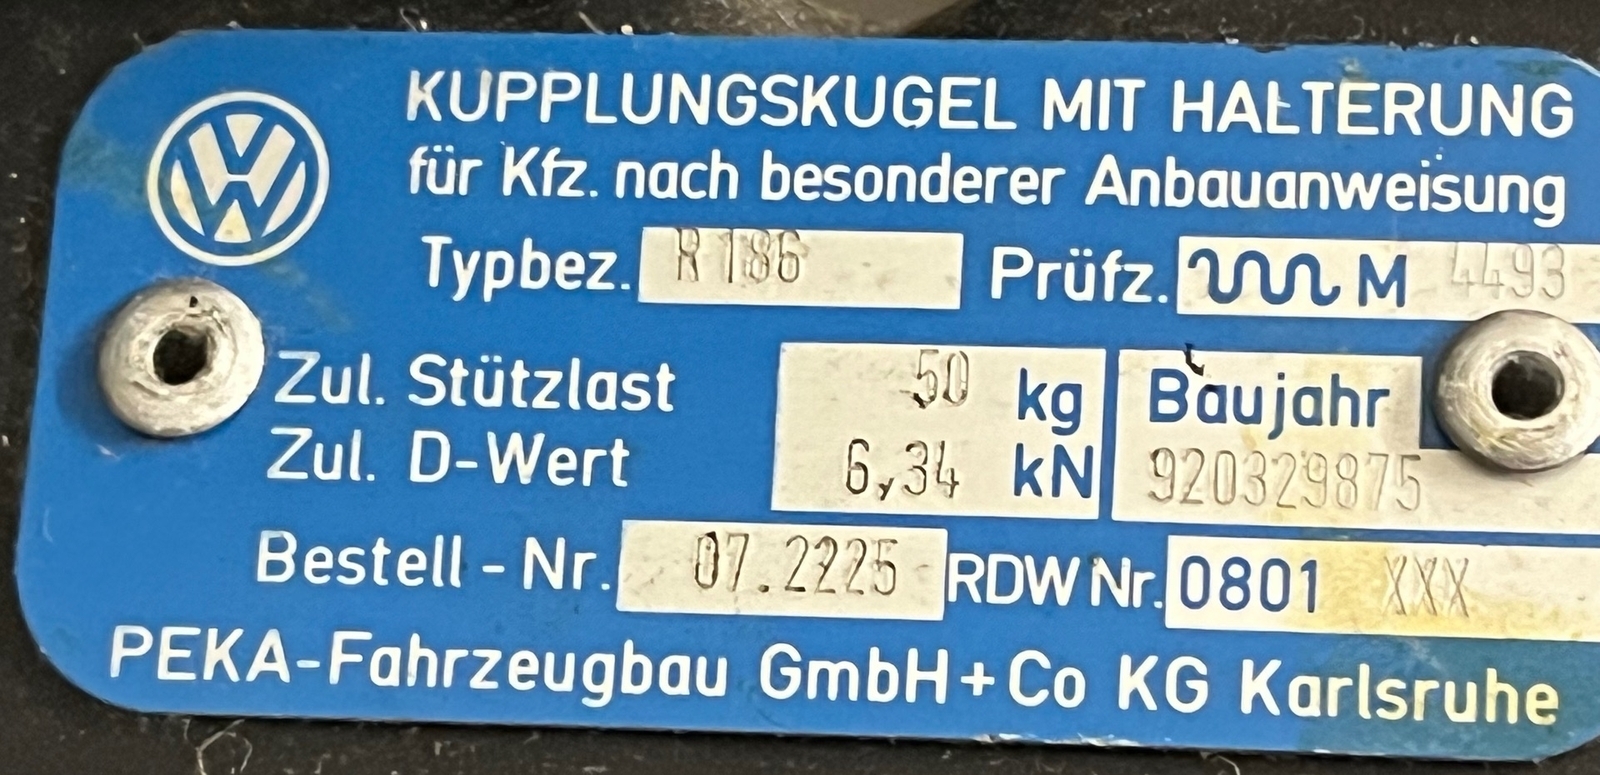 KUPPLUNGSKUGEL MIT HALTERUNG
für Kfz. nach besonderer Anbauanweisung
Typbez. R 186 Prüfz. M 4493
Zul. Stützlast 50 kg Baujahr
Zul. D-Wert 6,34 kN 920329875
Bestell-Nr. 07.2225 RDW Nr. 0801 XXX
PEKA-Fahrzeugbau GmbH+Co KG Karlsruhe